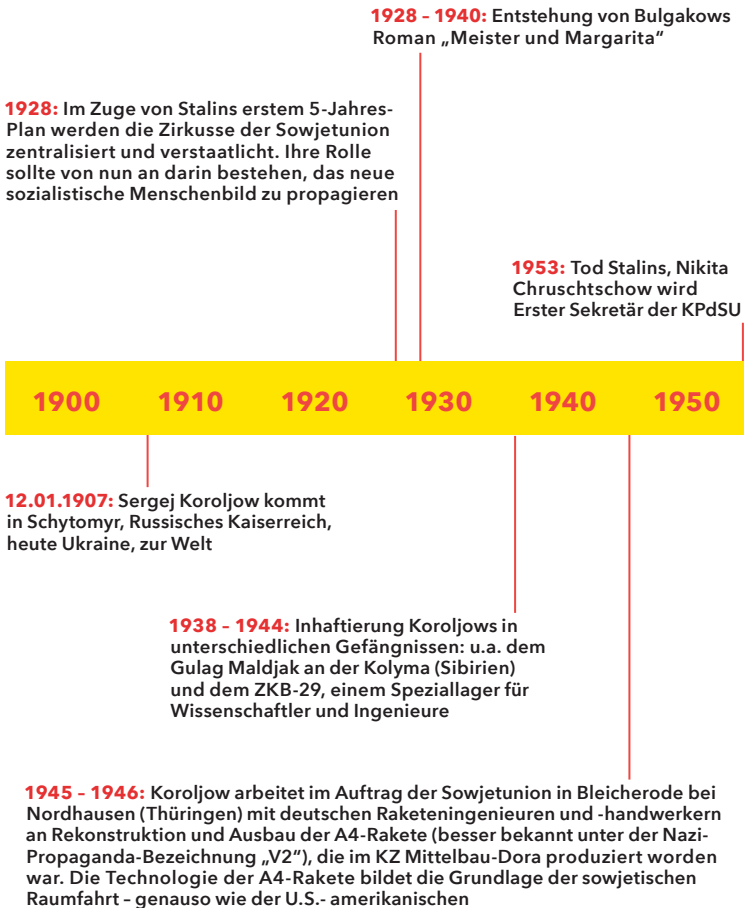 1928 – 1940: Entstehung von Bulgakows
Roman „Meister und Margarita“
1928: Im Zuge von Stalins erstem 5-Jahres-
Plan werden die Zirkusse der Sowjetunion
zentralisiert und verstaatlicht. Ihre Rolle
sollte von nun an darin bestehen, das neue
sozialistische Menschenbild zu propagieren
1953: Tod Stalins, Nikita
Chruschtschow wird
Erster Sekretär der KPdSU
1900 1910 1920 1930 1940 1950
12.01.1907: Sergej Koroljow kommt
in Schytomyr, Russisches Kaiserreich,
heute Ukraine, zur Welt
1938 – 1944: Inhaftierung Koroljows in
unterschiedlichen Gefängnissen: u.a. dem
Gulag Maldjak an der Kolyma (Sibirien)
und dem ZKB-29, einem Speziallager für
Wissenschaftler und Ingenieure
1945 – 1946: Koroljow arbeitet im Auftrag der Sowjetunion in Bleicherode bei
Nordhausen (Thüringen) mit deutschen Raketeningenieuren und -handwerkern
an Rekonstruktion und Ausbau der A4-Rakete (besser bekannt unter der Nazi-
Propaganda-Bezeichnung „V2“), die im KZ Mittelbau-Dora produziert worden
war. Die Technologie der A4-Rakete bildet die Grundlage der sowjetischen
Raumfahrt – genauso wie der U.S.- amerikanischen